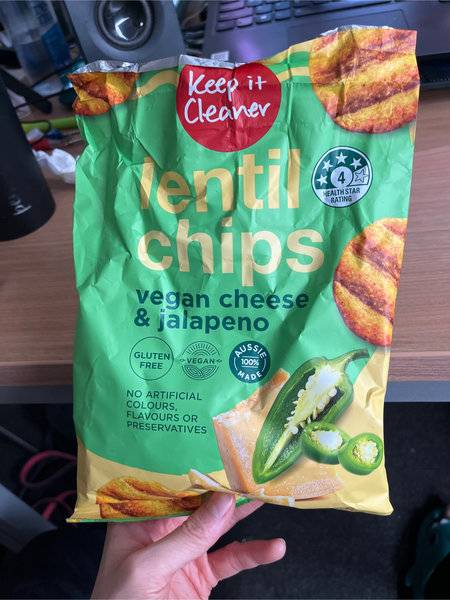 Keep it
Cleaner
lentil
chips
4
HEALTH STAR
RATING
vegan cheese
& jalapeno
GLUTEN
FREE
VEGAN
AUSSIE
100%
MADE
NO ARTIFICIAL
COLOURS,
FLAVOURS OR
PRESERVATIVES